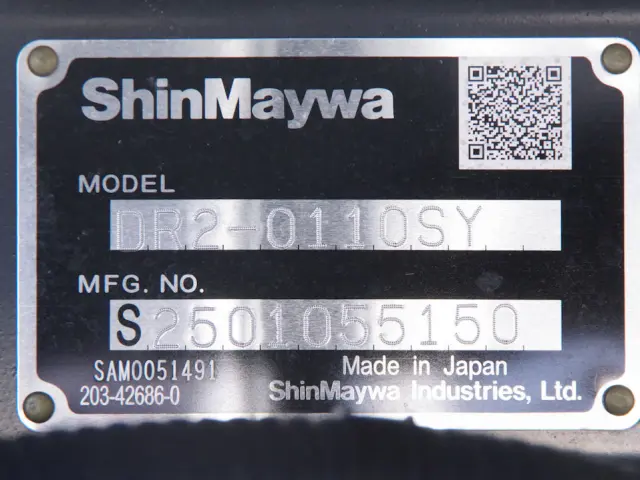 ShinMaywa
MODEL
DR2-0110SY
MFG. NO.
S2501055150
SAM0051491
Made in Japan
203-42686-0
ShinMaywa Industries, Ltd.